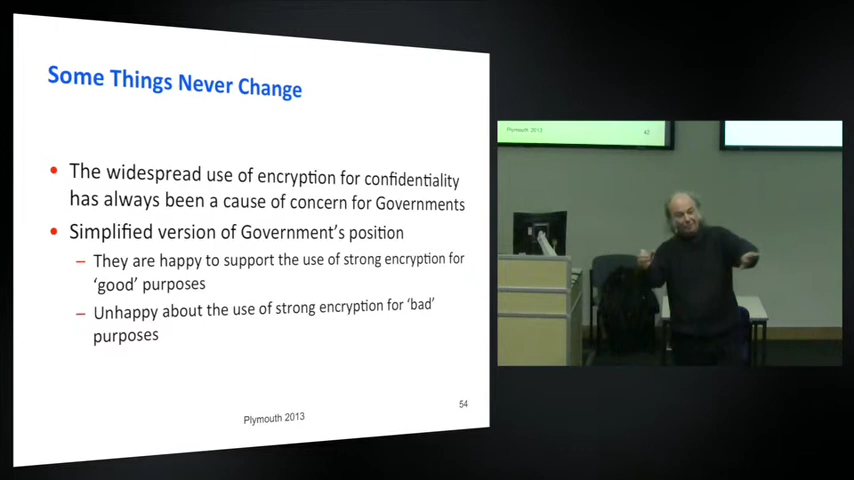 Some Things Never Change
• The widespread use of encryption for confidentiality
has always been a cause of concern for Governments
• Simplified version of Government's position
– They are happy to support the use of strong encryption for
'good' purposes
– Unhappy about the use of strong encryption for 'bad'
purposes
Plymouth 2013
54
Plymouth 2013
42